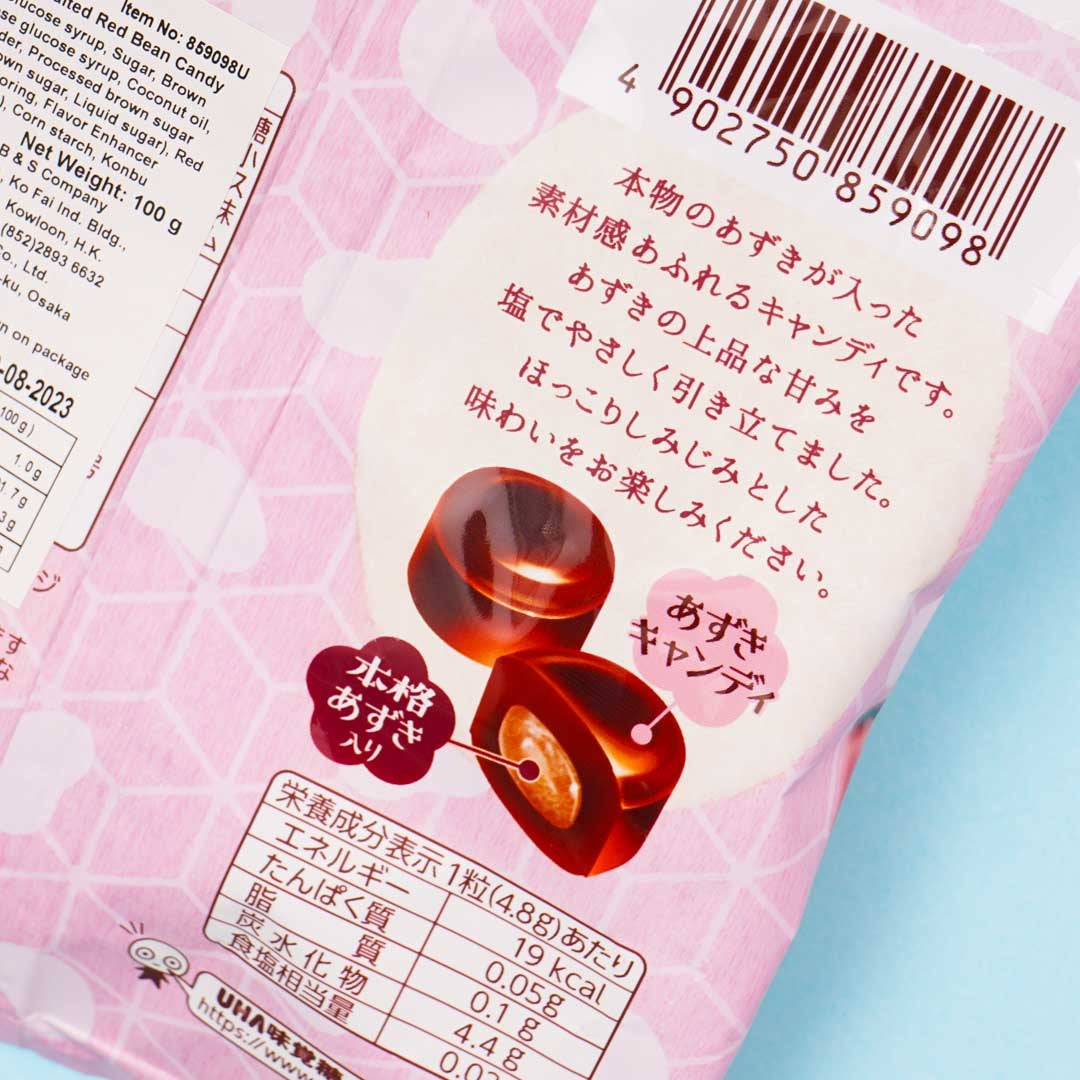 Item No: 859098U
Red Bean Candy
glucose syrup, Sugar, Brown
glucose syrup, Coconut oil,
Processed brown sugar
sugar, Liquid sugar), Red
Flavor Enhancer
Corn starch, Konbu
Net Weight: 100 g
B & S Company
Ko Fai Ind. Bldg.,
Kowloon, H.K.
(852)2893 6632
Co., Ltd.
Osaka
on package
-08-2023
100g)
1.0g
4 902750 859098
本物のあずきが入った
素材感あふれるキャンディです。
あずきの上品な甘みを
塩でやさしく引き立てました。
ほっこりしみじみとした
味わいをお楽しみください。
あずき
キャンディ
本格
あずき
入り
栄養成分表示1粒(4.8g)あたり
エネルギー 19 kcal
たんぱく質 0.05g
脂質 0.1 g
炭水化物 4.4 g
食塩相当量
UHA味覚糖
https://www